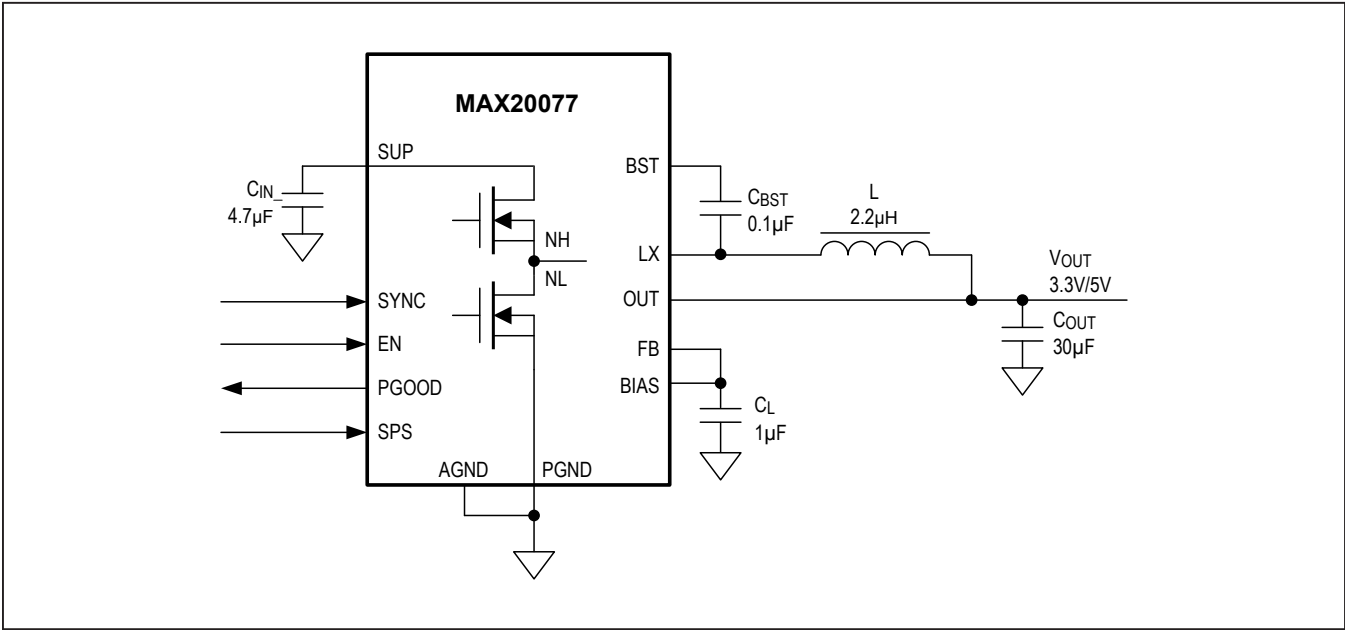 MAX20077
SUP
CIN_
4.7µF
SYNC
EN
PGOOD
SPS
AGND
PGND
NH
NL
BST
LX
OUT
FB
BIAS
CBST
0.1µF
L
2.2µH
VOUT
3.3V/5V
COUT
30µF
CL
1µF